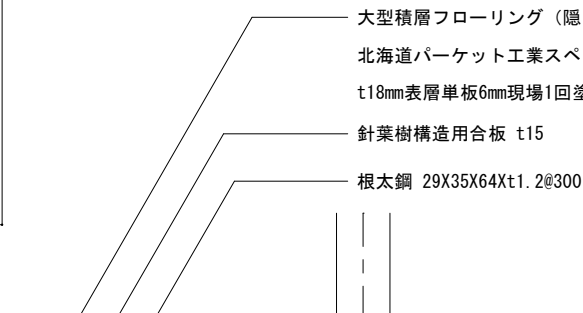 大型積層フローリング（隠
北海道パーケット工業スペ
t18mm表層単板6mm現場1回塗
針葉樹構造用合板 t15
根太鋼 29X35X64Xt1.2@300